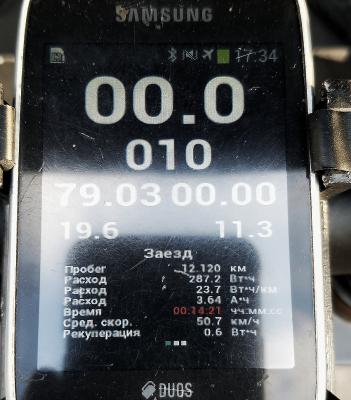 SAMSUNG
17:34
00.0
010
79.03 00.00
19.6 11.3
Заезд
Пробег 12.120 км
Расход 287.2 Вт*ч
Расход 23.7 Вт*ч/км
Расход 3.64 А*ч
Время 00:14:21 чч:мм:сс
Сред. скор. 50.7 км/ч
Рекуперация 0.6 Вт*ч
DUOS